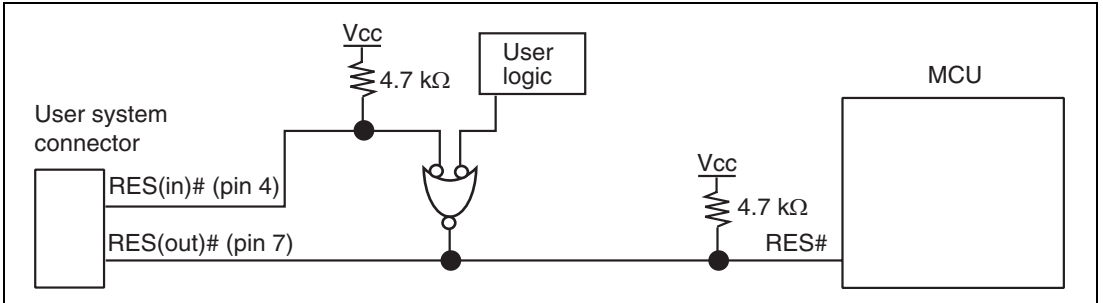 Vcc
4.7 kΩ
User
logic
MCU
User system
connector
RES(in)# (pin 4)
Vcc
4.7 kΩ
RES(out)# (pin 7)
RES#